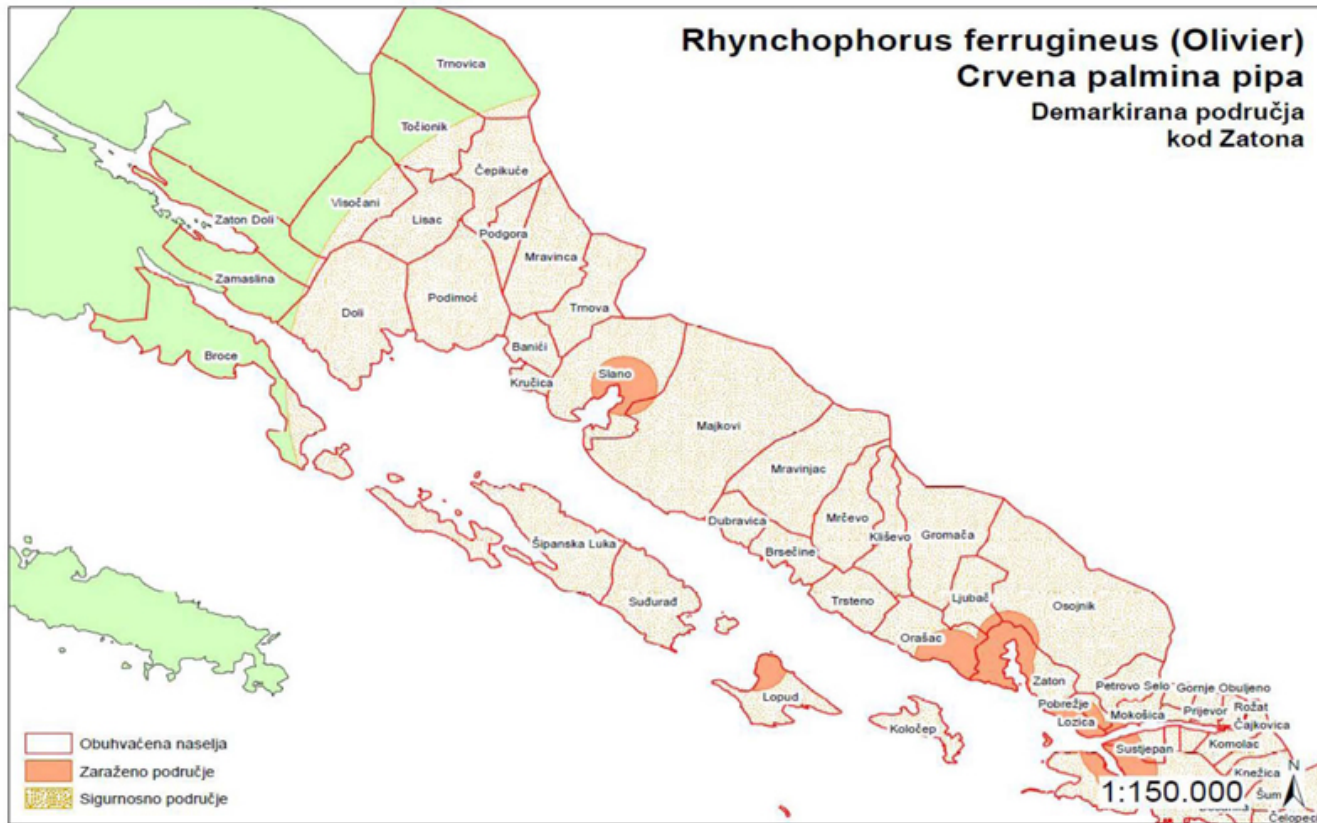 Rhynchophorus ferrugineus (Olivier)
Crvena palmina pipa
Demarkirana područja
kod Zatona
Trnovica
Točionik
Čepikuće
Visočani
Lisac
Zaton Doli
Podgora
Mravinca
Zamaslina
Podimoč
Doli
Trnova
Banići
Broce
Slano
Kručica
Majkovi
Mravinjac
Dubravica
Mrčevo
Kliševo
Gromača
Šipanska Luka
Brsečine
Suđurađ
Trsteno
Ljubač
Osojnik
Orašac
Zaton
Petrovo Selo
Gornje Obuljeno
Lopud
Pobrežje
Mokošica
Prijevor
Rožat
Lozica
Čajkovica
Koločep
Sustjepan
Komolac
Knežica
Šum
Čelopeci
Obuhvaćena naselja
Zaraženo područje
Sigurnosno područje
N
1:150.000